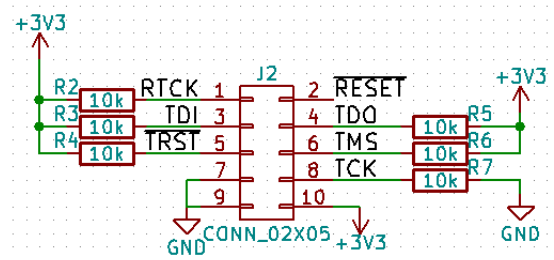 +3V3
J2
+3V3
R2 10k RTCK 1 2 RESET
R3 10k TDI 3 4 TDO 10k R5
R4 10k TRST 5 6 TMS 10k R6
7 8 TCK 10k R7
9 10
GND CONN_02X05 +3V3 GND